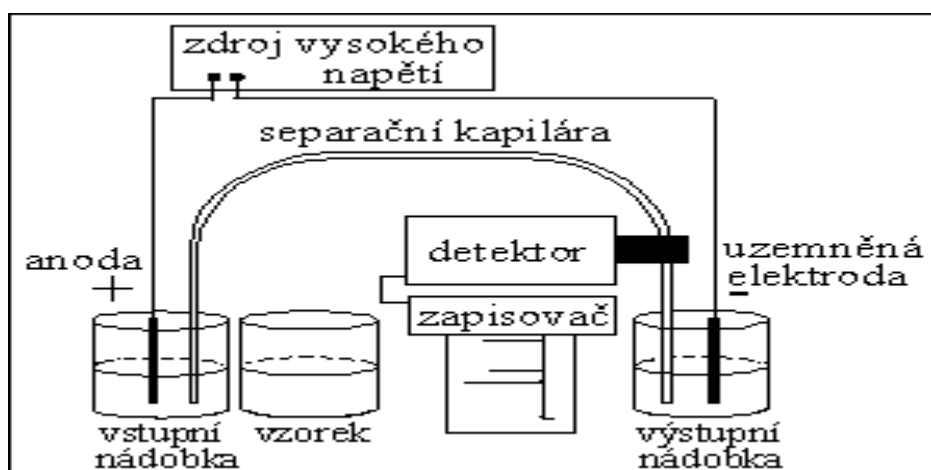 zdroj vysokého
napětí
separační kapilára
detektor
anoda
+
uzemněná
elektroda
-
zapisovač
vstupní
nádobka
vzorek
výstupní
nádobka